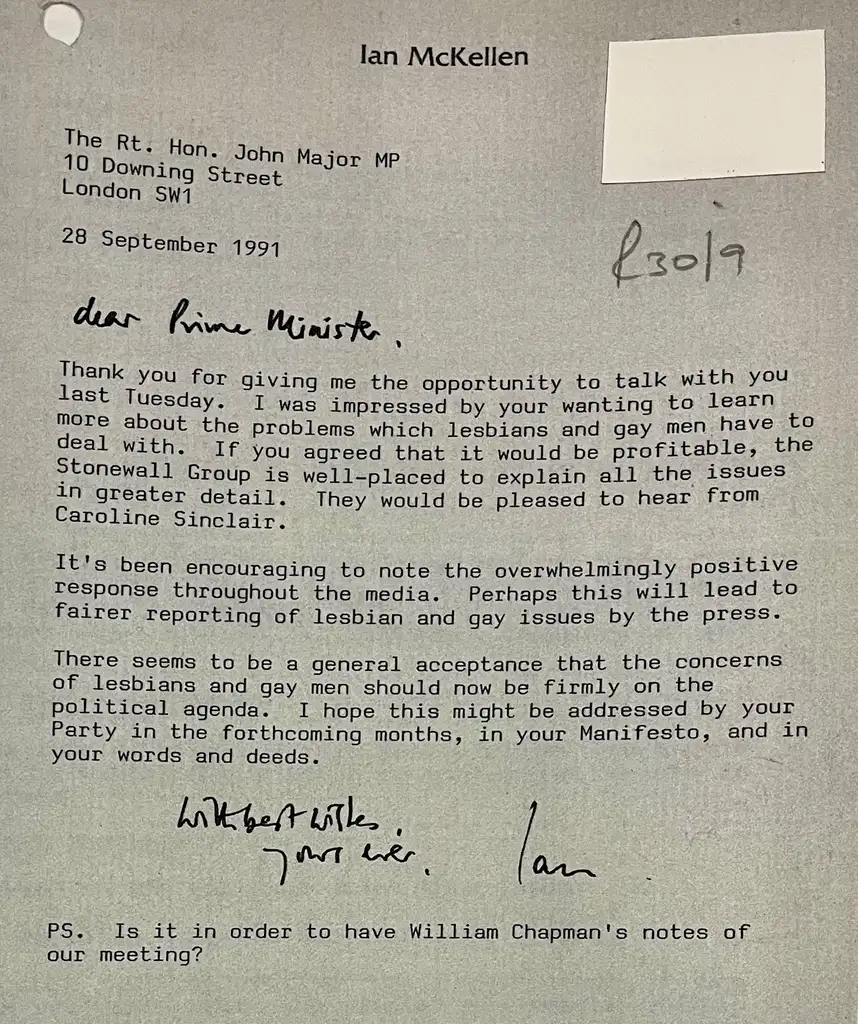 Ian McKellen
The Rt. Hon. John Major MP
10 Downing Street
London SW1
28 September 1991
R30/9
dear Prime Minister,
Thank you for giving me the opportunity to talk with you
last Tuesday.  I was impressed by your wanting to learn
more about the problems which lesbians and gay men have to
deal with.  If you agreed that it would be profitable, the
Stonewall Group is well-placed to explain all the issues
in greater detail.  They would be pleased to hear from
Caroline Sinclair.
It's been encouraging to note the overwhelmingly positive
response throughout the media.  Perhaps this will lead to
fairer reporting of lesbian and gay issues by the press.
There seems to be a general acceptance that the concerns
of lesbians and gay men should now be firmly on the
political agenda.  I hope this might be addressed by your
Party in the forthcoming months, in your Manifesto, and in
your words and deeds.
With best wishes,
yours ever,
Ian
PS.  Is it in order to have William Chapman's notes of
our meeting?